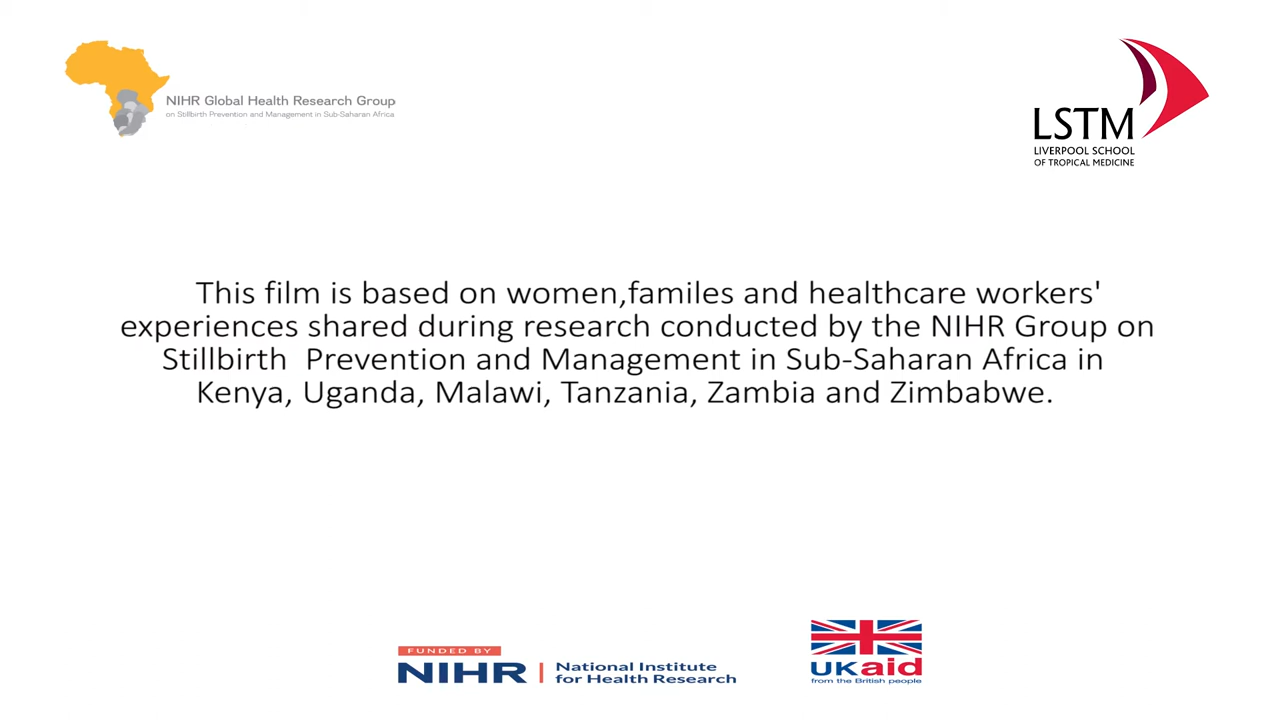 NIHR Global Health Research Group
on Stillbirth Prevention and Management in Sub-Saharan Africa
LSTM
LIVERPOOL SCHOOL
OF TROPICAL MEDICINE
This film is based on women,familes and healthcare workers'
experiences shared during research conducted by the NIHR Group on
Stillbirth  Prevention and Management in Sub-Saharan Africa in
Kenya, Uganda, Malawi, Tanzania, Zambia and Zimbabwe.
FUNDED BY
NIHR | National Institute
for Health Research
UKaid
from the British people